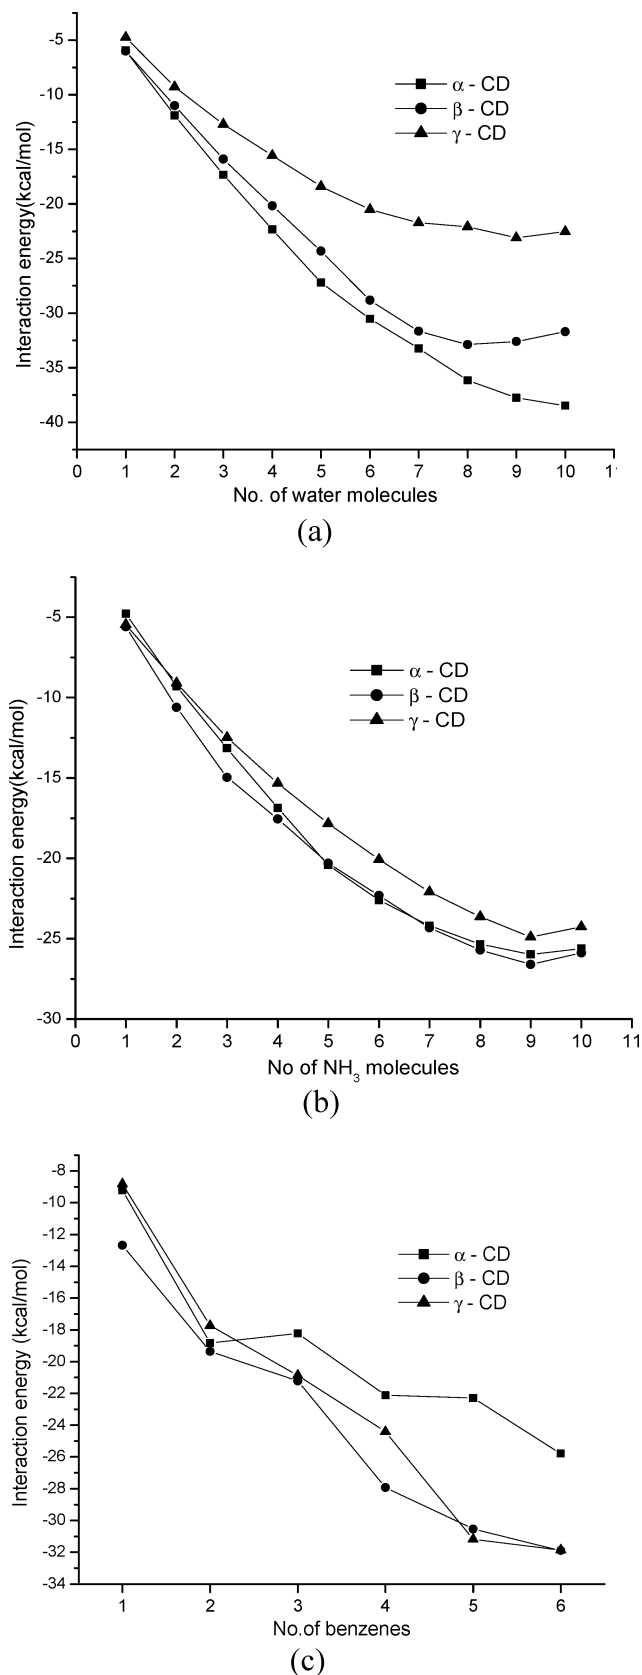 -5
-10
-15
-20
-25
-30
-35
-40
Interaction energy(kcal/mol)
α - CD
β - CD
γ - CD
0 1 2 3 4 5 6 7 8 9 10 11
No. of water molecules
(a)
-5
-10
-15
-20
-25
-30
Interaction energy(kcal/mol)
α - CD
β - CD
γ - CD
0 1 2 3 4 5 6 7 8 9 10 11
No of NH₃ molecules
(b)
-8
-10
-12
-14
-16
-18
-20
-22
-24
-26
-28
-30
-32
-34
Interaction energy (kcal/mol)
α - CD
β - CD
γ - CD
1 2 3 4 5 6
No.of benzenes
(c)